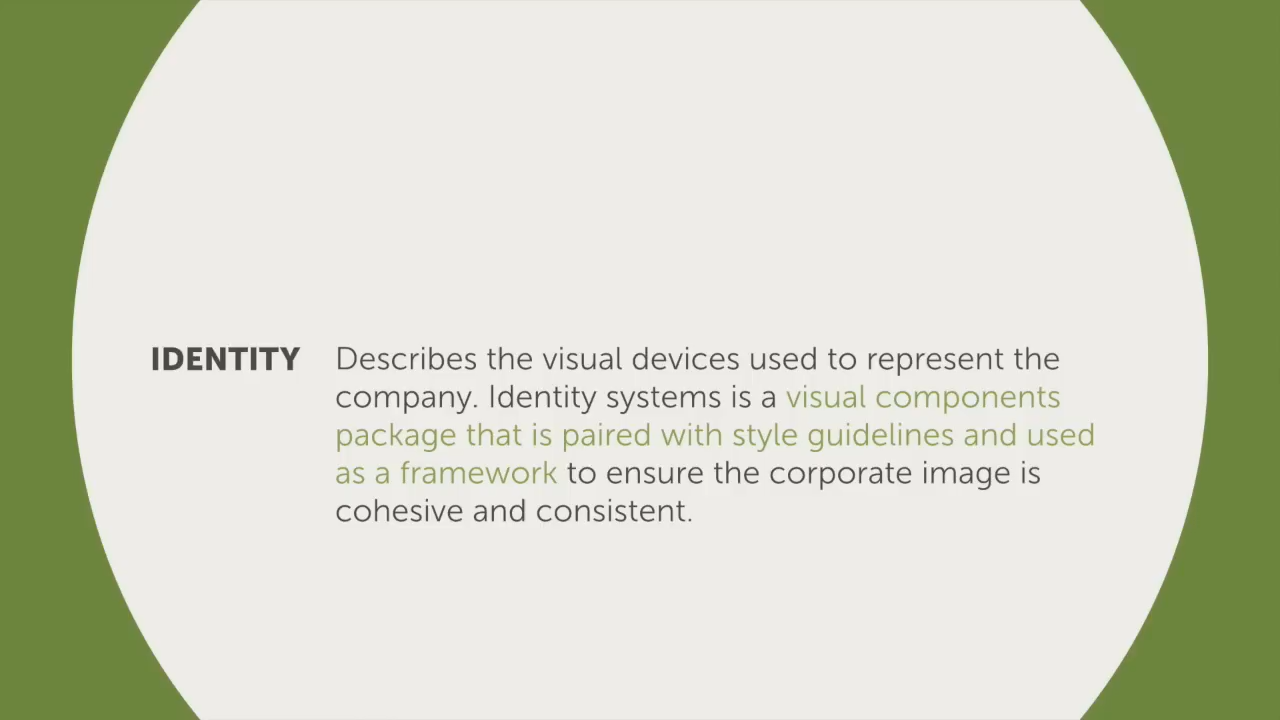 IDENTITY Describes the visual devices used to represent the
company. Identity systems is a visual components
package that is paired with style guidelines and used
as a framework to ensure the corporate image is
cohesive and consistent.